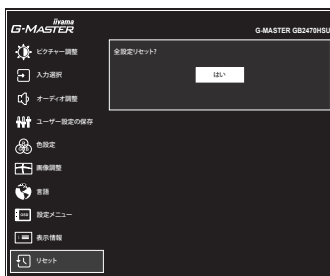 iiyama
G-MASTER
G-MASTER GB2470HSU
ピクチャー調整
全設定リセット?
はい
入力選択
オーディオ調整
ユーザー設定の保存
色設定
画像調整
言語
OSD
設定メニュー
表示情報
リセット